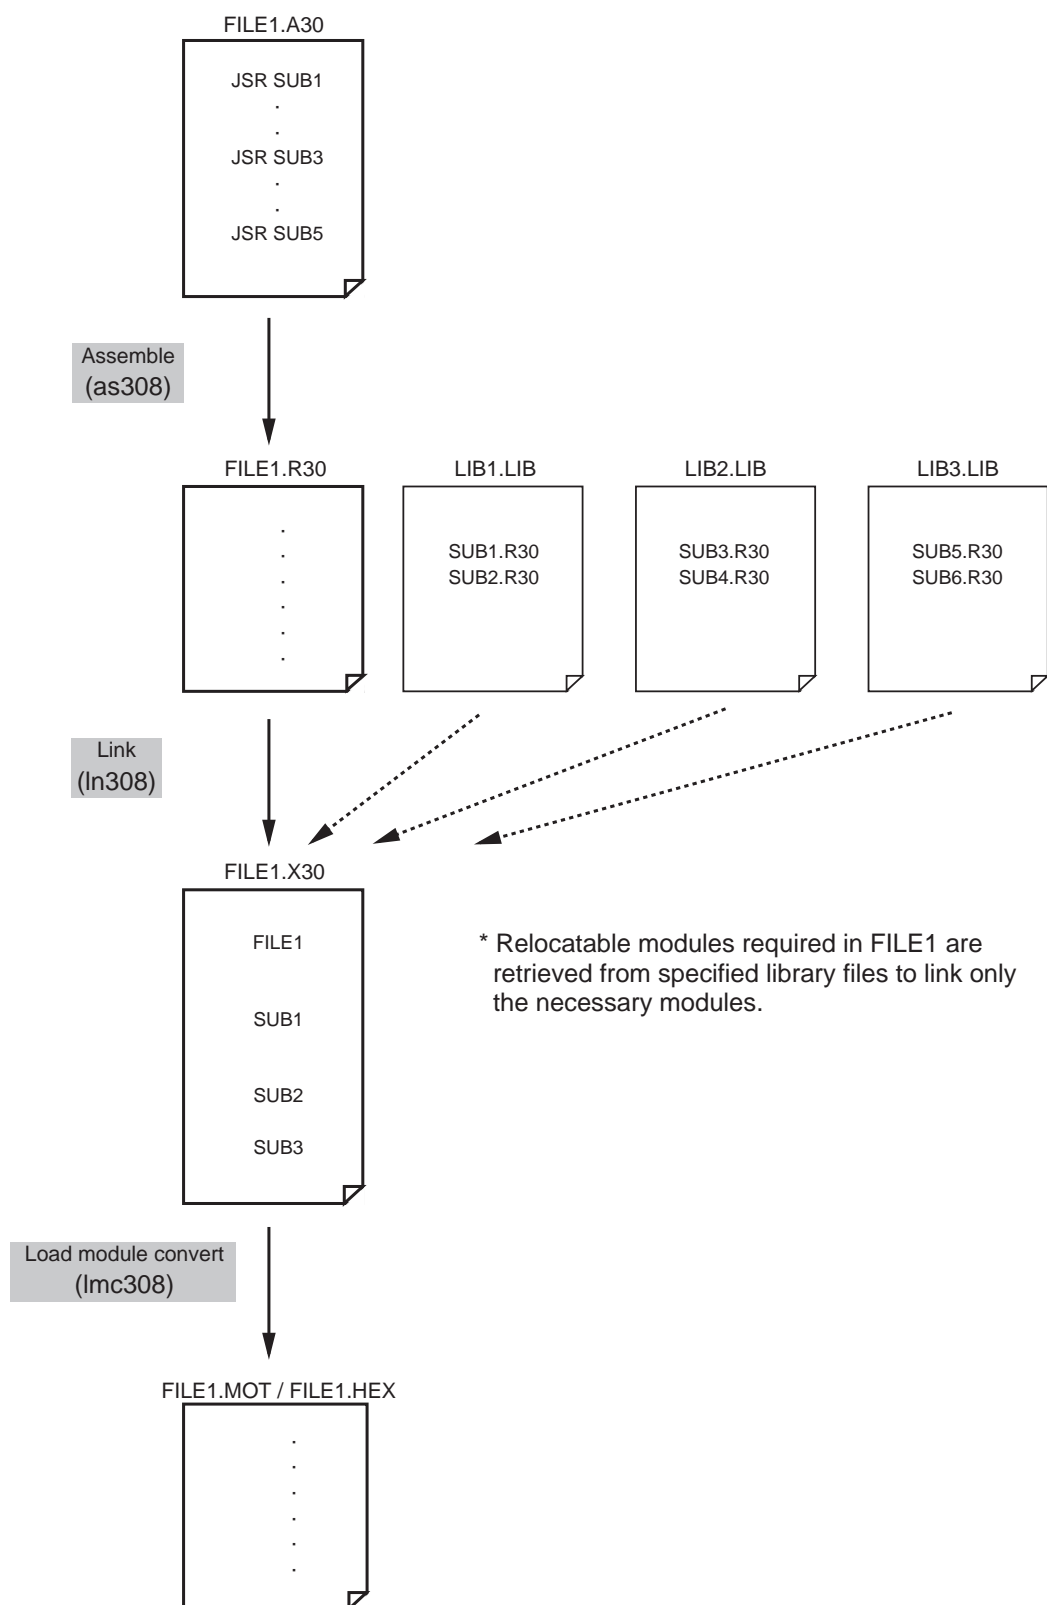 FILE1.A30
JSR SUB1
.
.
JSR SUB3
.
.
JSR SUB5
Assemble
(as308)
FILE1.R30
.
.
.
.
.
.
LIB1.LIB
SUB1.R30
SUB2.R30
LIB2.LIB
SUB3.R30
SUB4.R30
LIB3.LIB
SUB5.R30
SUB6.R30
Link
(ln308)
FILE1.X30
FILE1
SUB1
SUB2
SUB3
* Relocatable modules required in FILE1 are
retrieved from specified library files to link only
the necessary modules.
Load module convert
(lmc308)
FILE1.MOT / FILE1.HEX
.
.
.
.
.
.